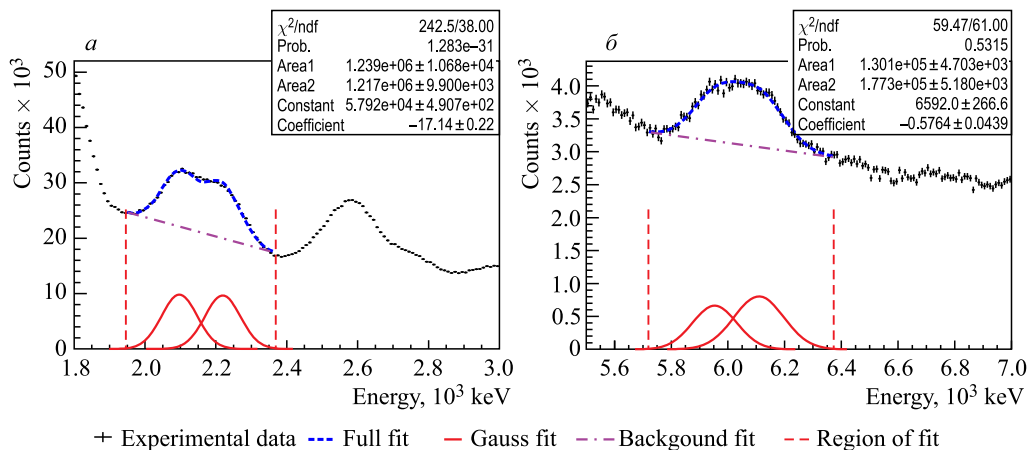 a
χ²/ndf 242.5/38.00
Prob. 1.283e–31
Area1 1.239e+06 ± 1.068e+04
Area2 1.217e+06 ± 9.900e+03
Constant 5.792e+04 ± 4.907e+02
Coefficient –17.14 ± 0.22
Counts × 10³
50
40
30
20
10
0
1.8 2.0 2.2 2.4 2.6 2.8 3.0
Energy, 10³ keV
б
χ²/ndf 59.47/61.00
Prob. 0.5315
Area1 1.301e+05 ± 4.703e+03
Area2 1.773e+05 ± 5.180e+03
Constant 6592.0 ± 266.6
Coefficient –0.5764 ± 0.0439
Counts × 10³
4.0
3.0
2.5
2.0
1.5
1.0
0.5
0
5.6 5.8 6.0 6.2 6.4 6.6 6.8 7.0
Energy, 10³ keV
Experimental data Full fit Gauss fit Backgound fit Region of fit